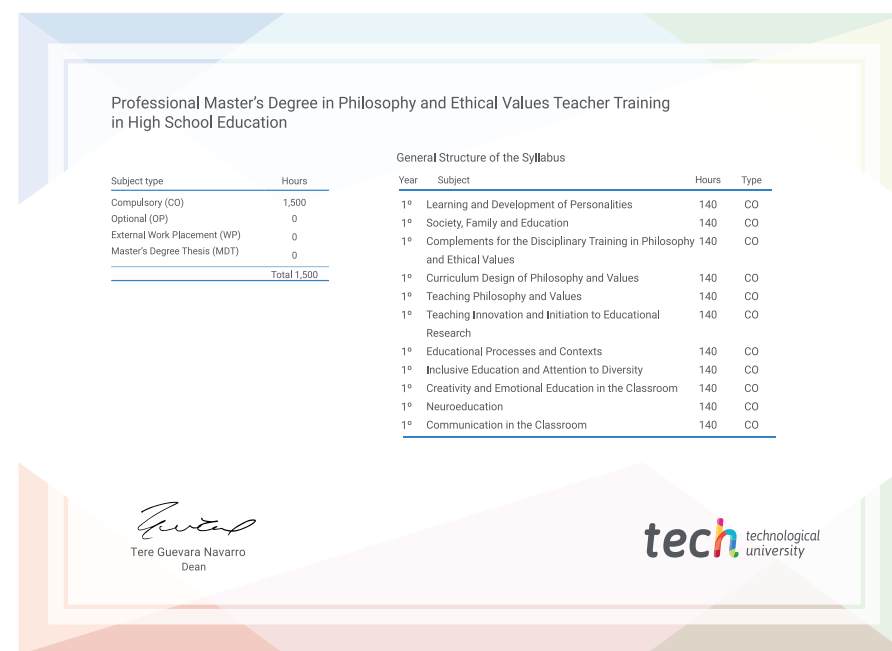 Professional Master's Degree in Philosophy and Ethical Values Teacher Training
in High School Education
Subject type Hours
Compulsory (CO) 1,500
Optional (OP) 0
External Work Placement (WP) 0
Master's Degree Thesis (MDT) 0
Total 1,500
General Structure of the Syllabus
Year Subject Hours Type
1º Learning and Development of Personalities 140 CO
1º Society, Family and Education 140 CO
1º Complements for the Disciplinary Training in Philosophy 140 CO
and Ethical Values
1º Curriculum Design of Philosophy and Values 140 CO
1º Teaching Philosophy and Values 140 CO
1º Teaching Innovation and Initiation to Educational 140 CO
Research
1º Educational Processes and Contexts 140 CO
1º Inclusive Education and Attention to Diversity 140 CO
1º Creativity and Emotional Education in the Classroom 140 CO
1º Neuroeducation 140 CO
1º Communication in the Classroom 140 CO
Tere Guevara Navarro
Dean
tech technological
university